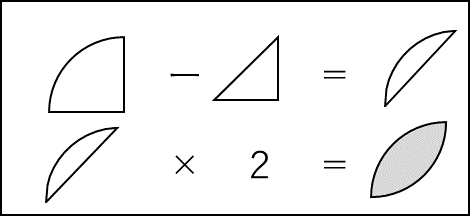 − =
× 2 =